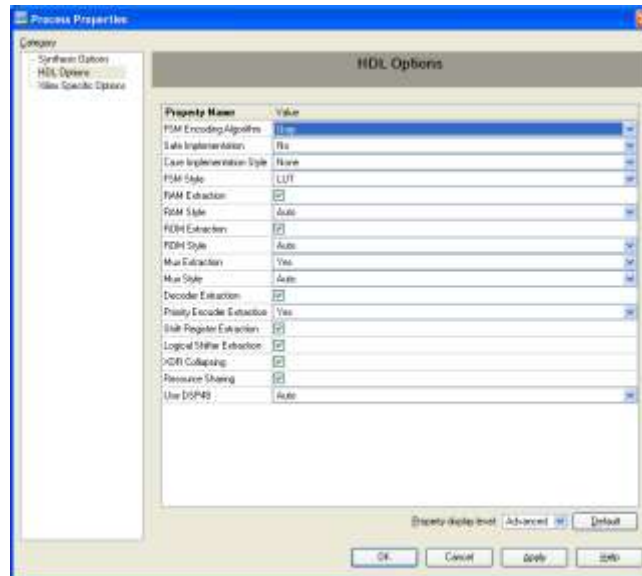 Process Properties
Category
Synthesis Options
HDL Options
Xilinx Specific Options
HDL Options
Property Name Value
FSM Encoding Algorithm
Safe Implementation No
Case Implementation Style None
FSM Style LUT
RAM Extraction
RAM Style Auto
ROM Extraction
ROM Style Auto
Mux Extraction Yes
Mux Style Auto
Decoder Extraction
Priority Encoder Extraction Yes
Shift Register Extraction
Logical Shifter Extraction
XOR Collapsing
Resource Sharing
Use DSP48 Auto
Property display level: Advanced Default
OK Cancel Apply Help